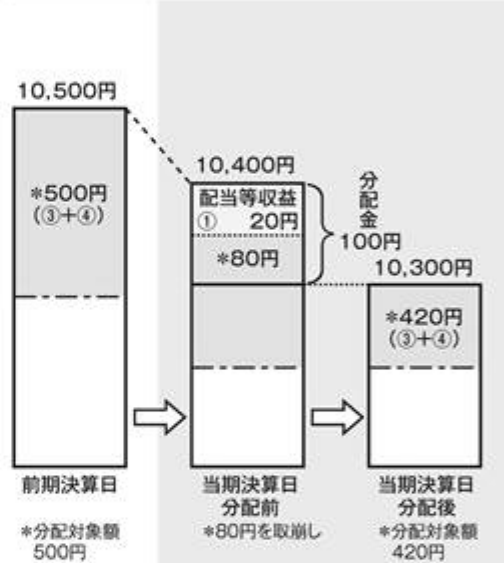 10,500円
*500円
(③+④)
前期決算日
*分配対象額
500円
10,400円
配当等収益
① 20円
*80円
分配金
100円
当期決算日
分配前
*80円を取崩し
10,300円
*420円
(③+④)
当期決算日
分配後
*分配対象額
420円